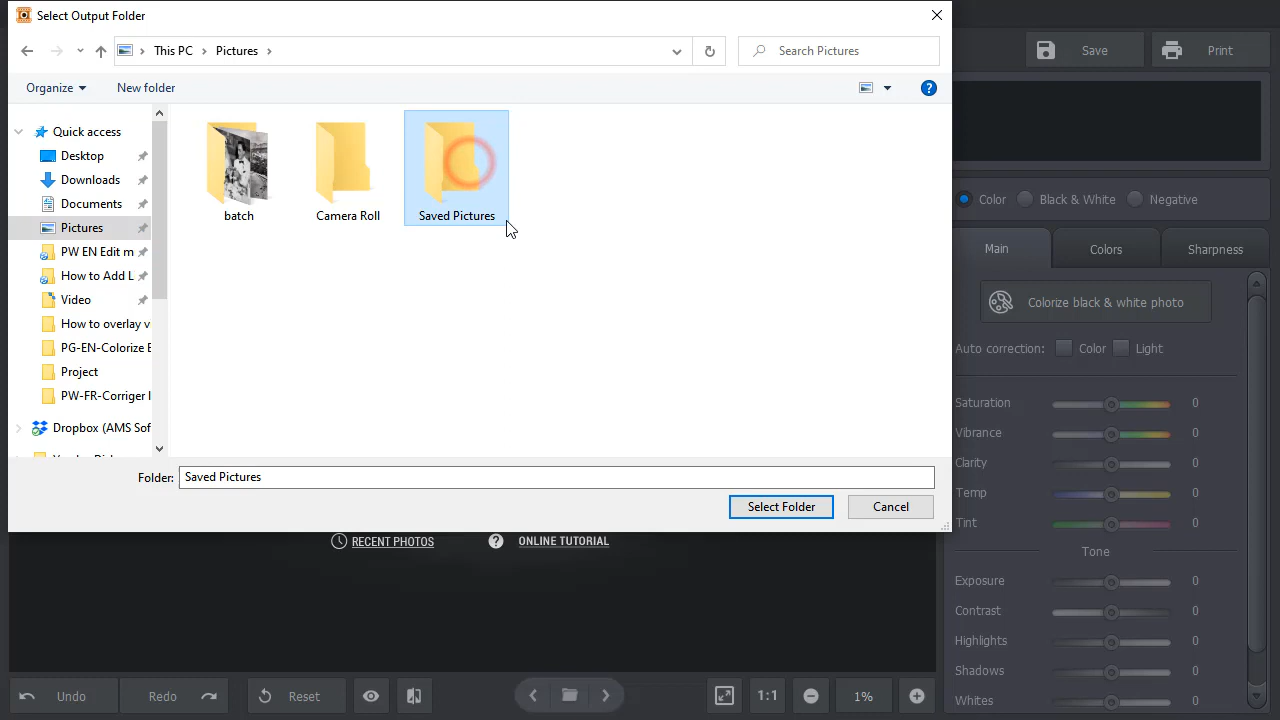 Select Output Folder
This PC
Pictures
Search Pictures
Save
Print
Organize
New folder
?
Quick access
Desktop
Downloads
Documents
Pictures
PW EN Edit m
How to Add L
Video
How to overlay v
PG-EN-Colorize E
Project
PW-FR-Corriger l
Dropbox (AMS Sof
batch
Camera Roll
Saved Pictures
Folder:
Saved Pictures
Select Folder
Cancel
Color
Black & White
Negative
Main
Colors
Sharpness
Colorize black & white photo
Auto correction:
Color
Light
Saturation
0
Vibrance
0
Clarity
0
Temp
0
Tint
0
Tone
Exposure
0
Contrast
0
Highlights
0
Shadows
0
Whites
0
RECENT PHOTOS
?
ONLINE TUTORIAL
Undo
Redo
Reset
1:1
1%